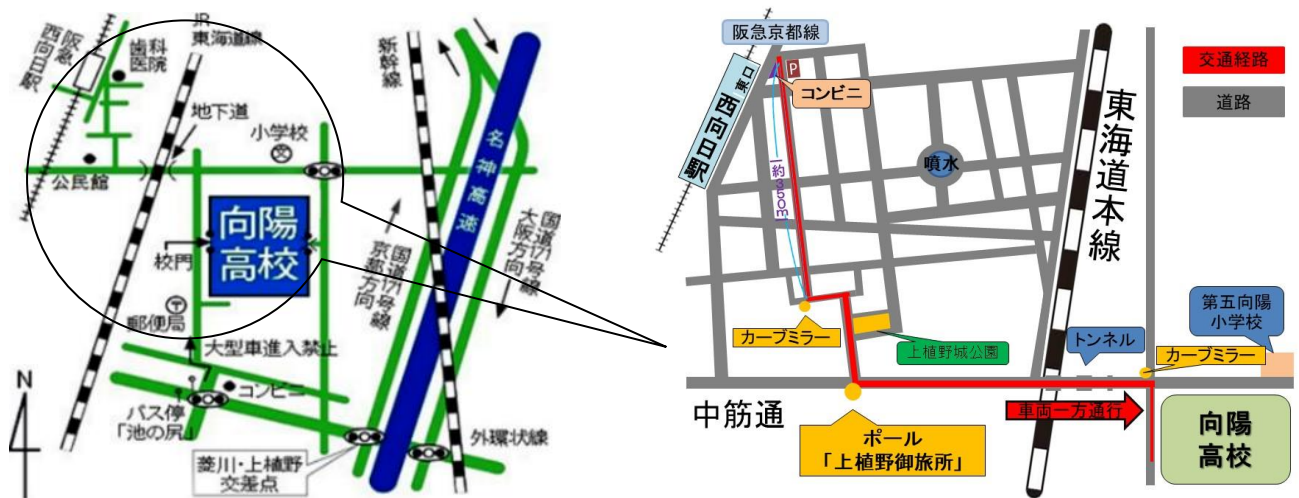 JR
東海道線
阪急
西向日駅
歯科
医院
地下道
小学校
文
公民館
向陽
高校
校門
〒
郵便局
大型車進入禁止
コンビニ
バス停
「池の尻」
菱川・上植野
交差点
外環状線
新幹線
名神高速
国道171号線
京都方向
国道171号線
大阪方向
N
阪急京都線
P
コンビニ
東口
西向日駅
約350m
噴水
東海道本線
交通経路
道路
カーブミラー
上植野城公園
トンネル
第五向陽
小学校
カーブミラー
中筋通
車両一方通行
ポール
「上植野御旅所」
向陽
高校